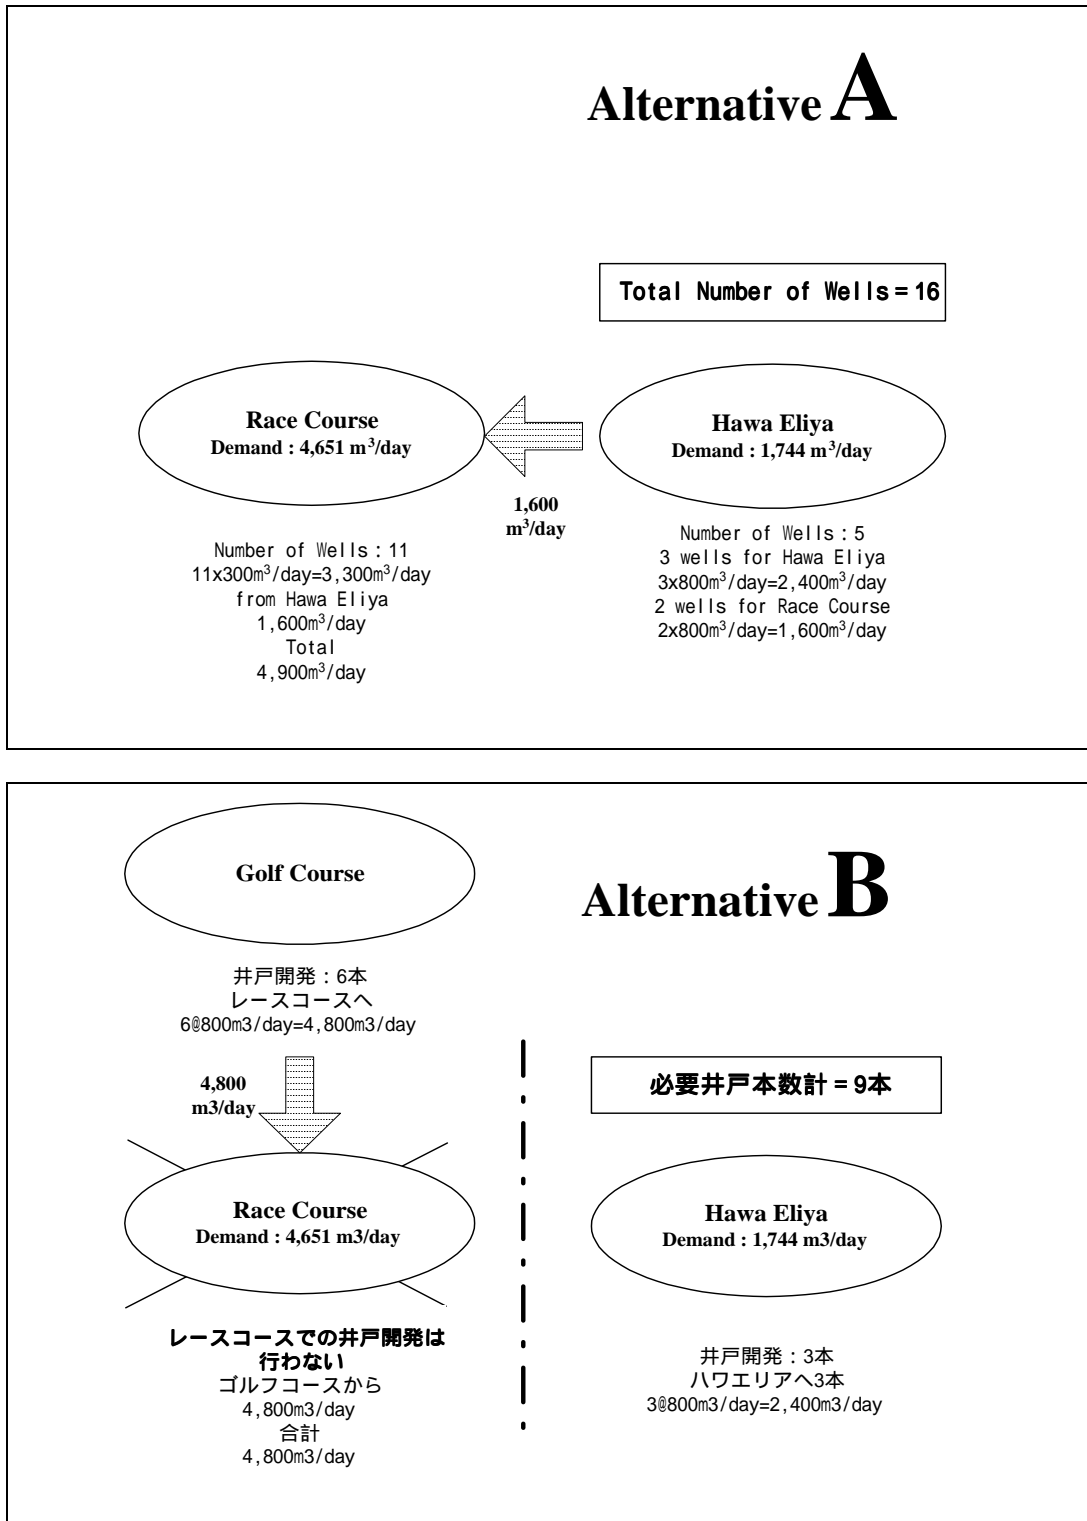 Alternative A
Total Number of Wells=16
Race Course
Demand : 4,651 m³/day
1,600
m³/day
Hawa Eliya
Demand : 1,744 m³/day
Number of Wells：11
11x300m³/day=3,300m³/day
from Hawa Eliya
1,600m³/day
Total
4,900m³/day
Number of Wells：5
3 wells for Hawa Eliya
3x800m³/day=2,400m³/day
2 wells for Race Course
2x800m³/day=1,600m³/day
Golf Course
Alternative B
井戸開発：6本
レースコースへ
6@800m3/day=4,800m3/day
4,800
m3/day
必要井戸本数計＝9本
Race Course
Demand : 4,651 m3/day
Hawa Eliya
Demand : 1,744 m3/day
レースコースでの井戸開発は
行わない
ゴルフコースから
4,800m3/day
合計
4,800m3/day
井戸開発：3本
ハワエリアへ3本
3@800m3/day=2,400m3/day